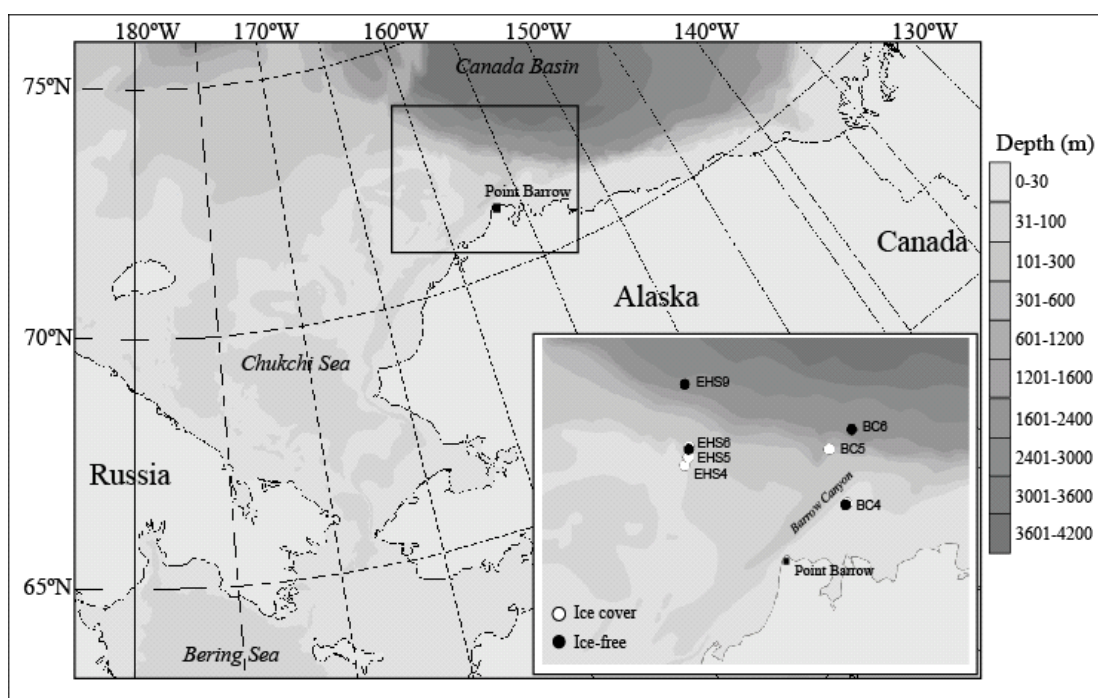 180ºW 170ºW 160ºW 150ºW 140ºW 130ºW
75ºN
Canada Basin
Point Barrow
Depth (m)
0-30
31-100
101-300
301-600
601-1200
1201-1600
1601-2400
2401-3000
3001-3600
3601-4200
Canada
Alaska
70ºN
Chukchi Sea
Russia
65ºN
Bering Sea
EHS9
EHS6
EHS5
EHS4
BC6
BC5
Barrow Canyon
BC4
Point Barrow
Ice cover
Ice-free